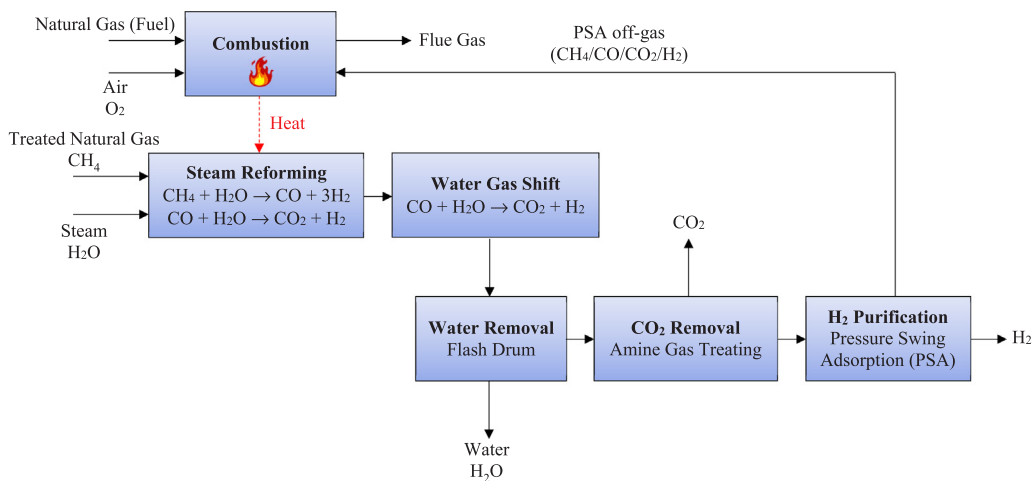 Natural Gas (Fuel)
Air
O₂
Combustion
Flue Gas
PSA off-gas
(CH₄/CO/CO₂/H₂)
Heat
Treated Natural Gas
CH₄
Steam
H₂O
Steam Reforming
CH₄ + H₂O → CO + 3H₂
CO + H₂O → CO₂ + H₂
Water Gas Shift
CO + H₂O → CO₂ + H₂
CO₂
Water Removal
Flash Drum
CO₂ Removal
Amine Gas Treating
H₂ Purification
Pressure Swing
Adsorption (PSA)
H₂
Water
H₂O